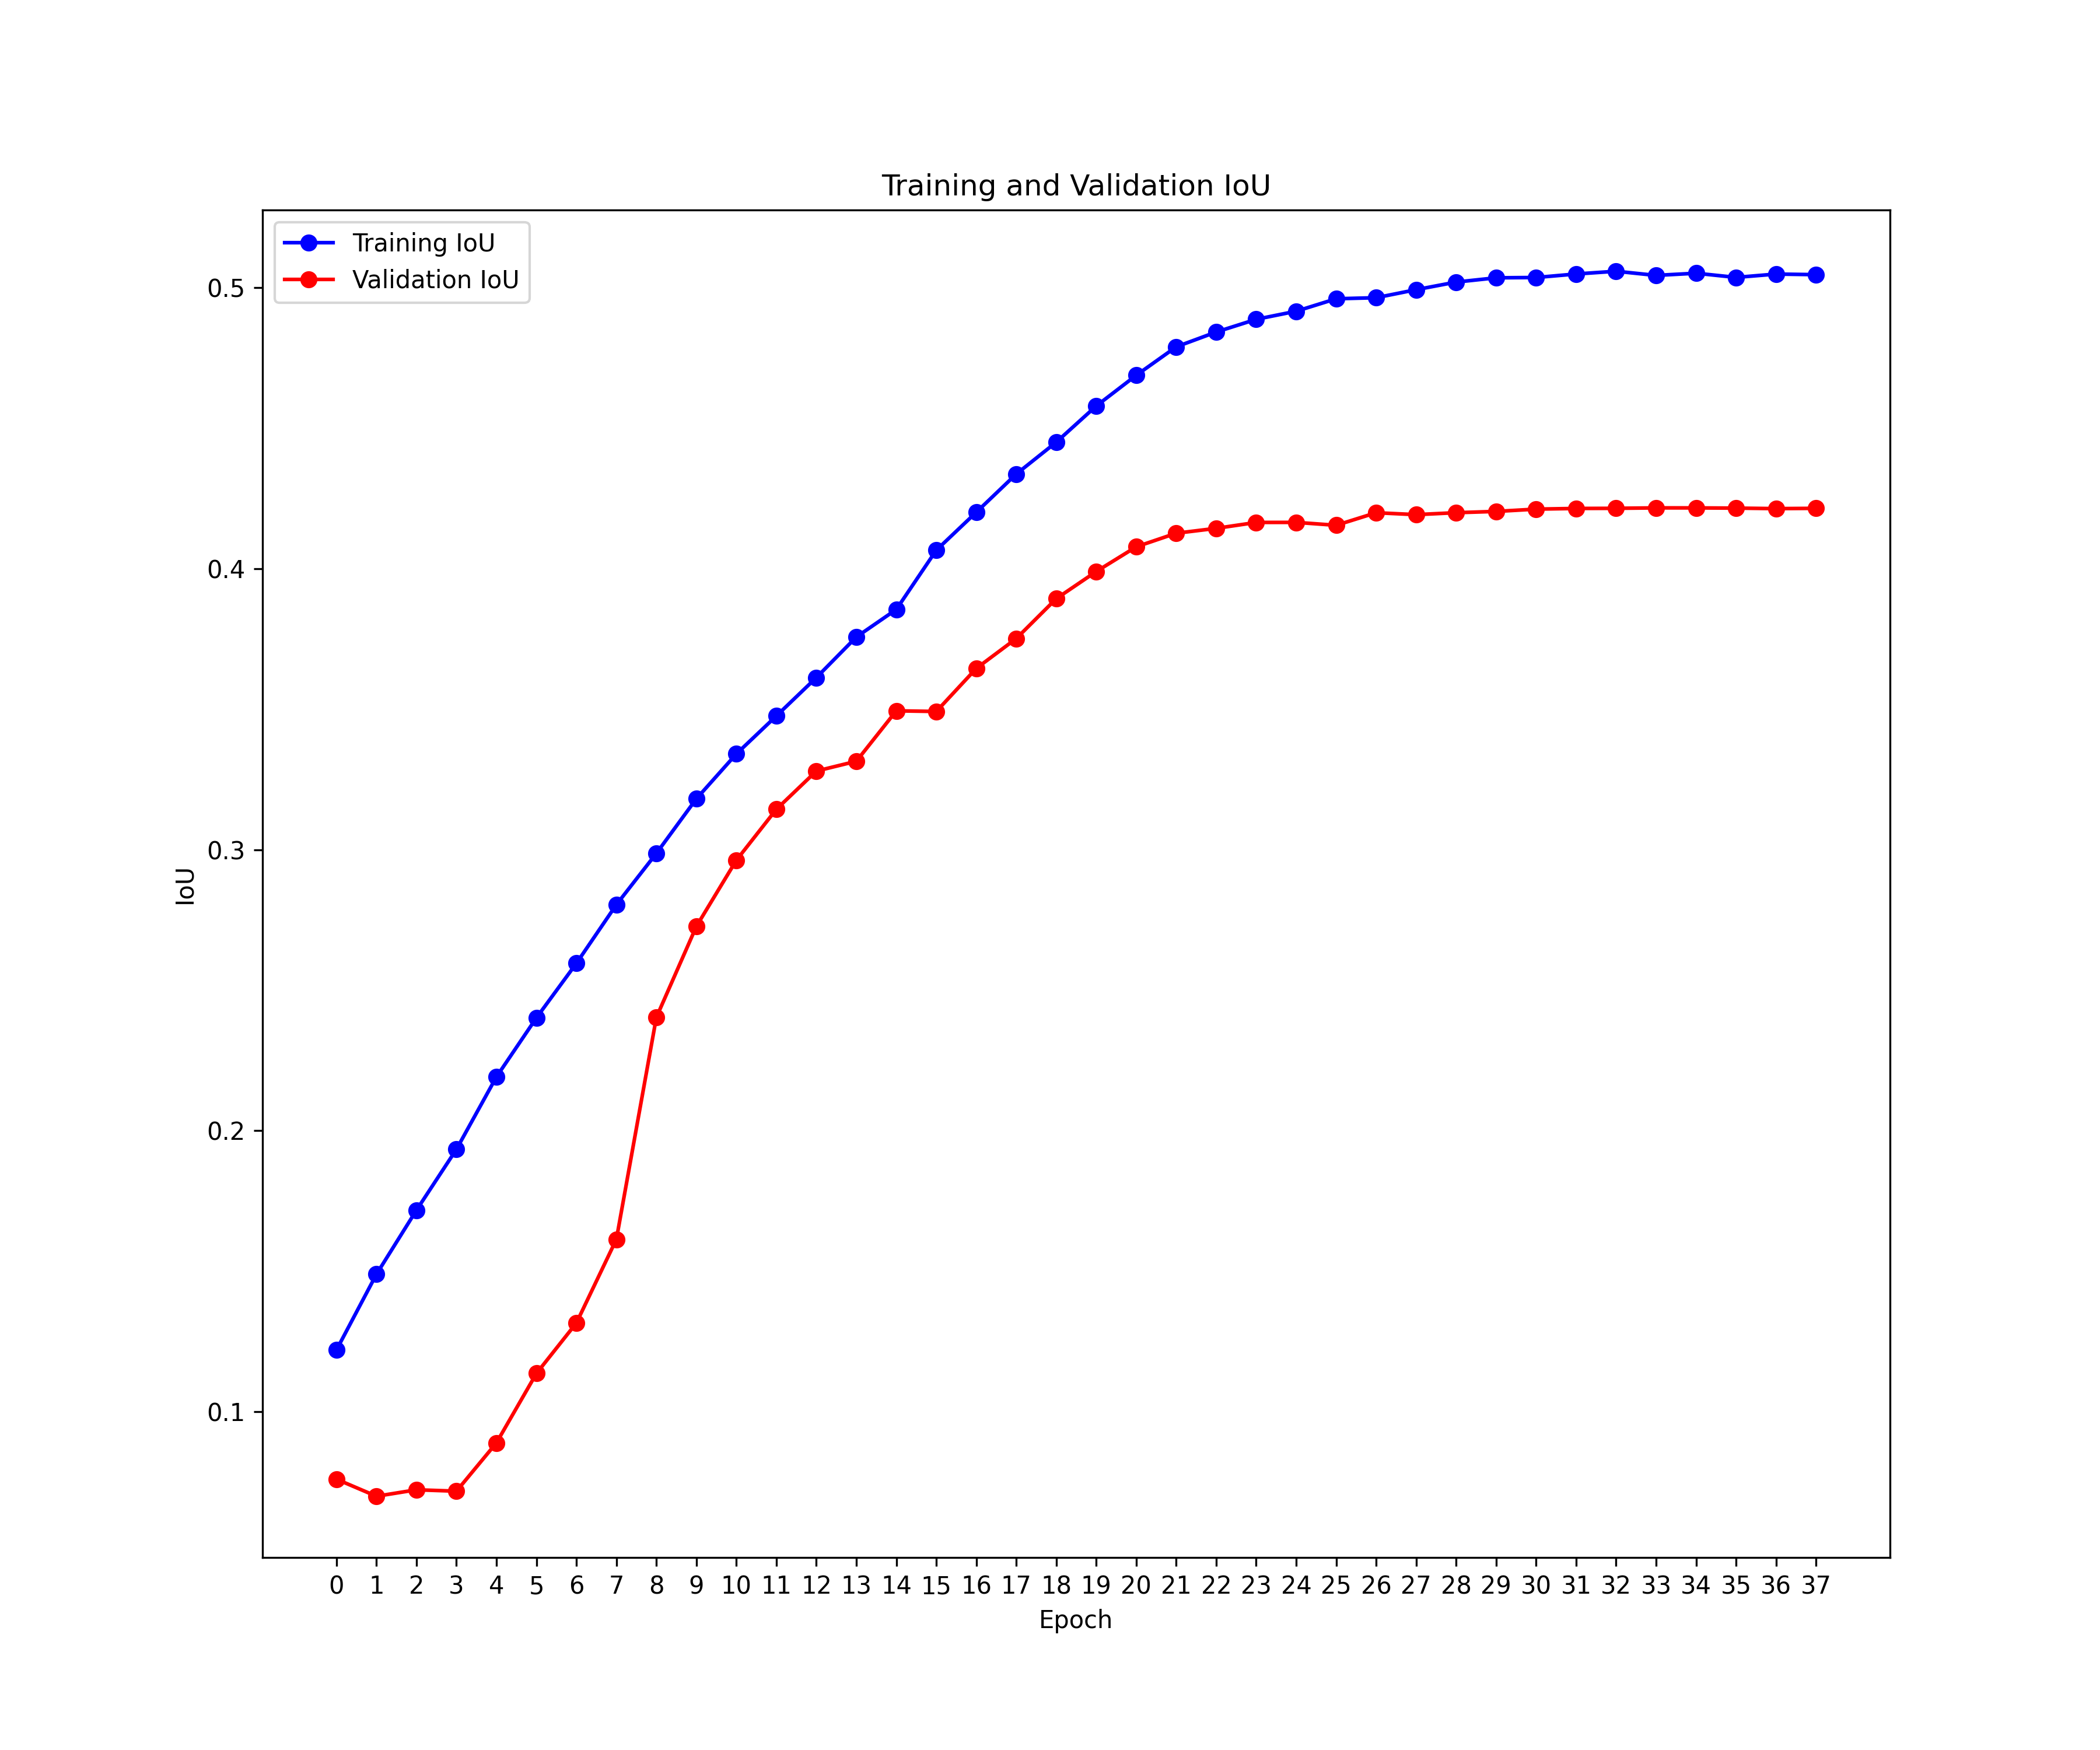 Training and Validation IoU
Training IoU
Validation IoU
0.5
0.4
0.3
0.2
0.1
IoU
0 1 2 3 4 5 6 7 8 9 10 11 12 13 14 15 16 17 18 19 20 21 22 23 24 25 26 27 28 29 30 31 32 33 34 35 36 37
Epoch